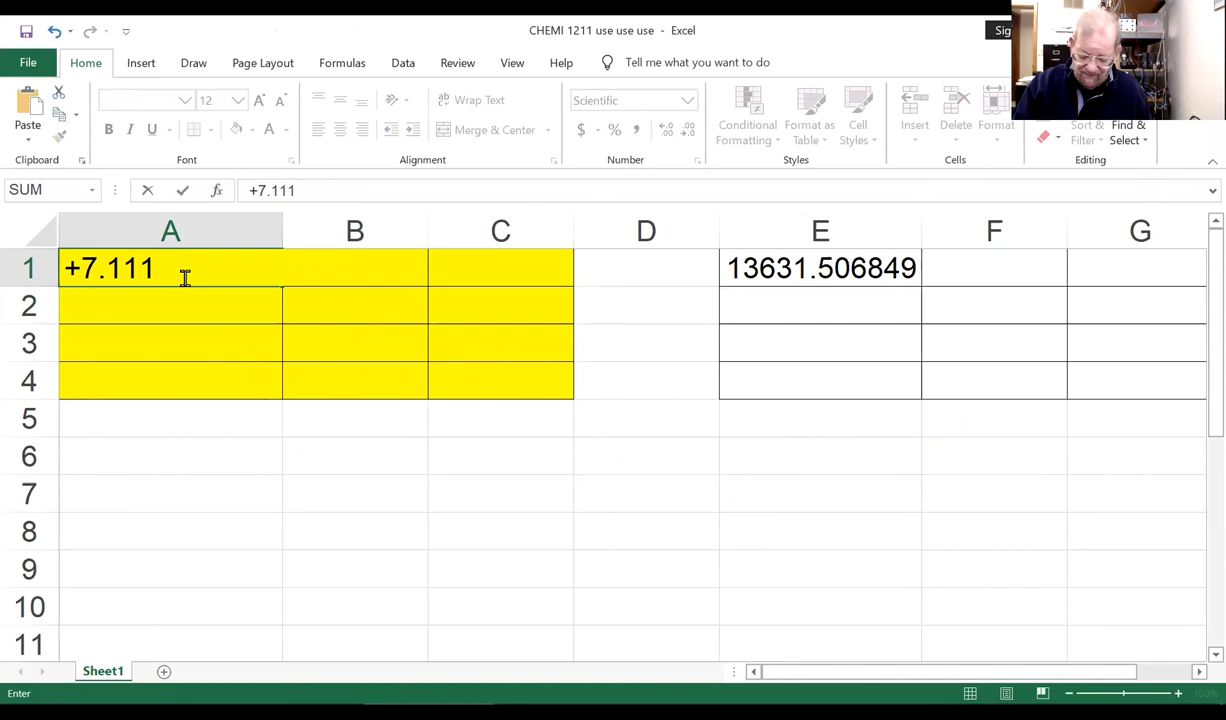 CHEMI 1211 use use use - Excel
Sig
File Home Insert Draw Page Layout Formulas Data Review View Help Tell me what you want to do
12 A A ab Wrap Text Scientific
Paste Conditional Format as Cell Insert Delete Format Sort & Find &
B I U A Merge & Center $ % , Formatting Table Styles Filter Select
Clipboard Font Alignment Number Styles Cells Editing
SUM fx +7.111
A B C D E F G
1 +7.111 13631.506849
2
3
4
5
6
7
8
9
10
11
Sheet1
Enter 190%